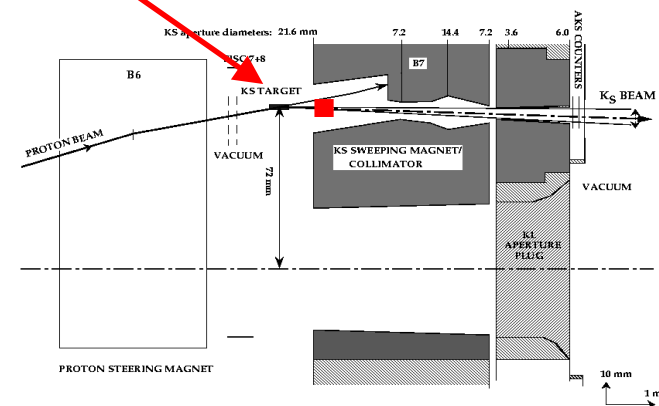 KS aperture diameters: 21.6 mm 7.2 14.4 7.2 3.6 6.0
AKS COUNTERS
B6
B7
KS TARGET
KS BEAM
PROTON BEAM
VACUUM
72 mm
KS SWEEPING MAGNET/
COLLIMATOR
VACUUM
KL
APERTURE
PLUG
PROTON STEERING MAGNET
10 mm